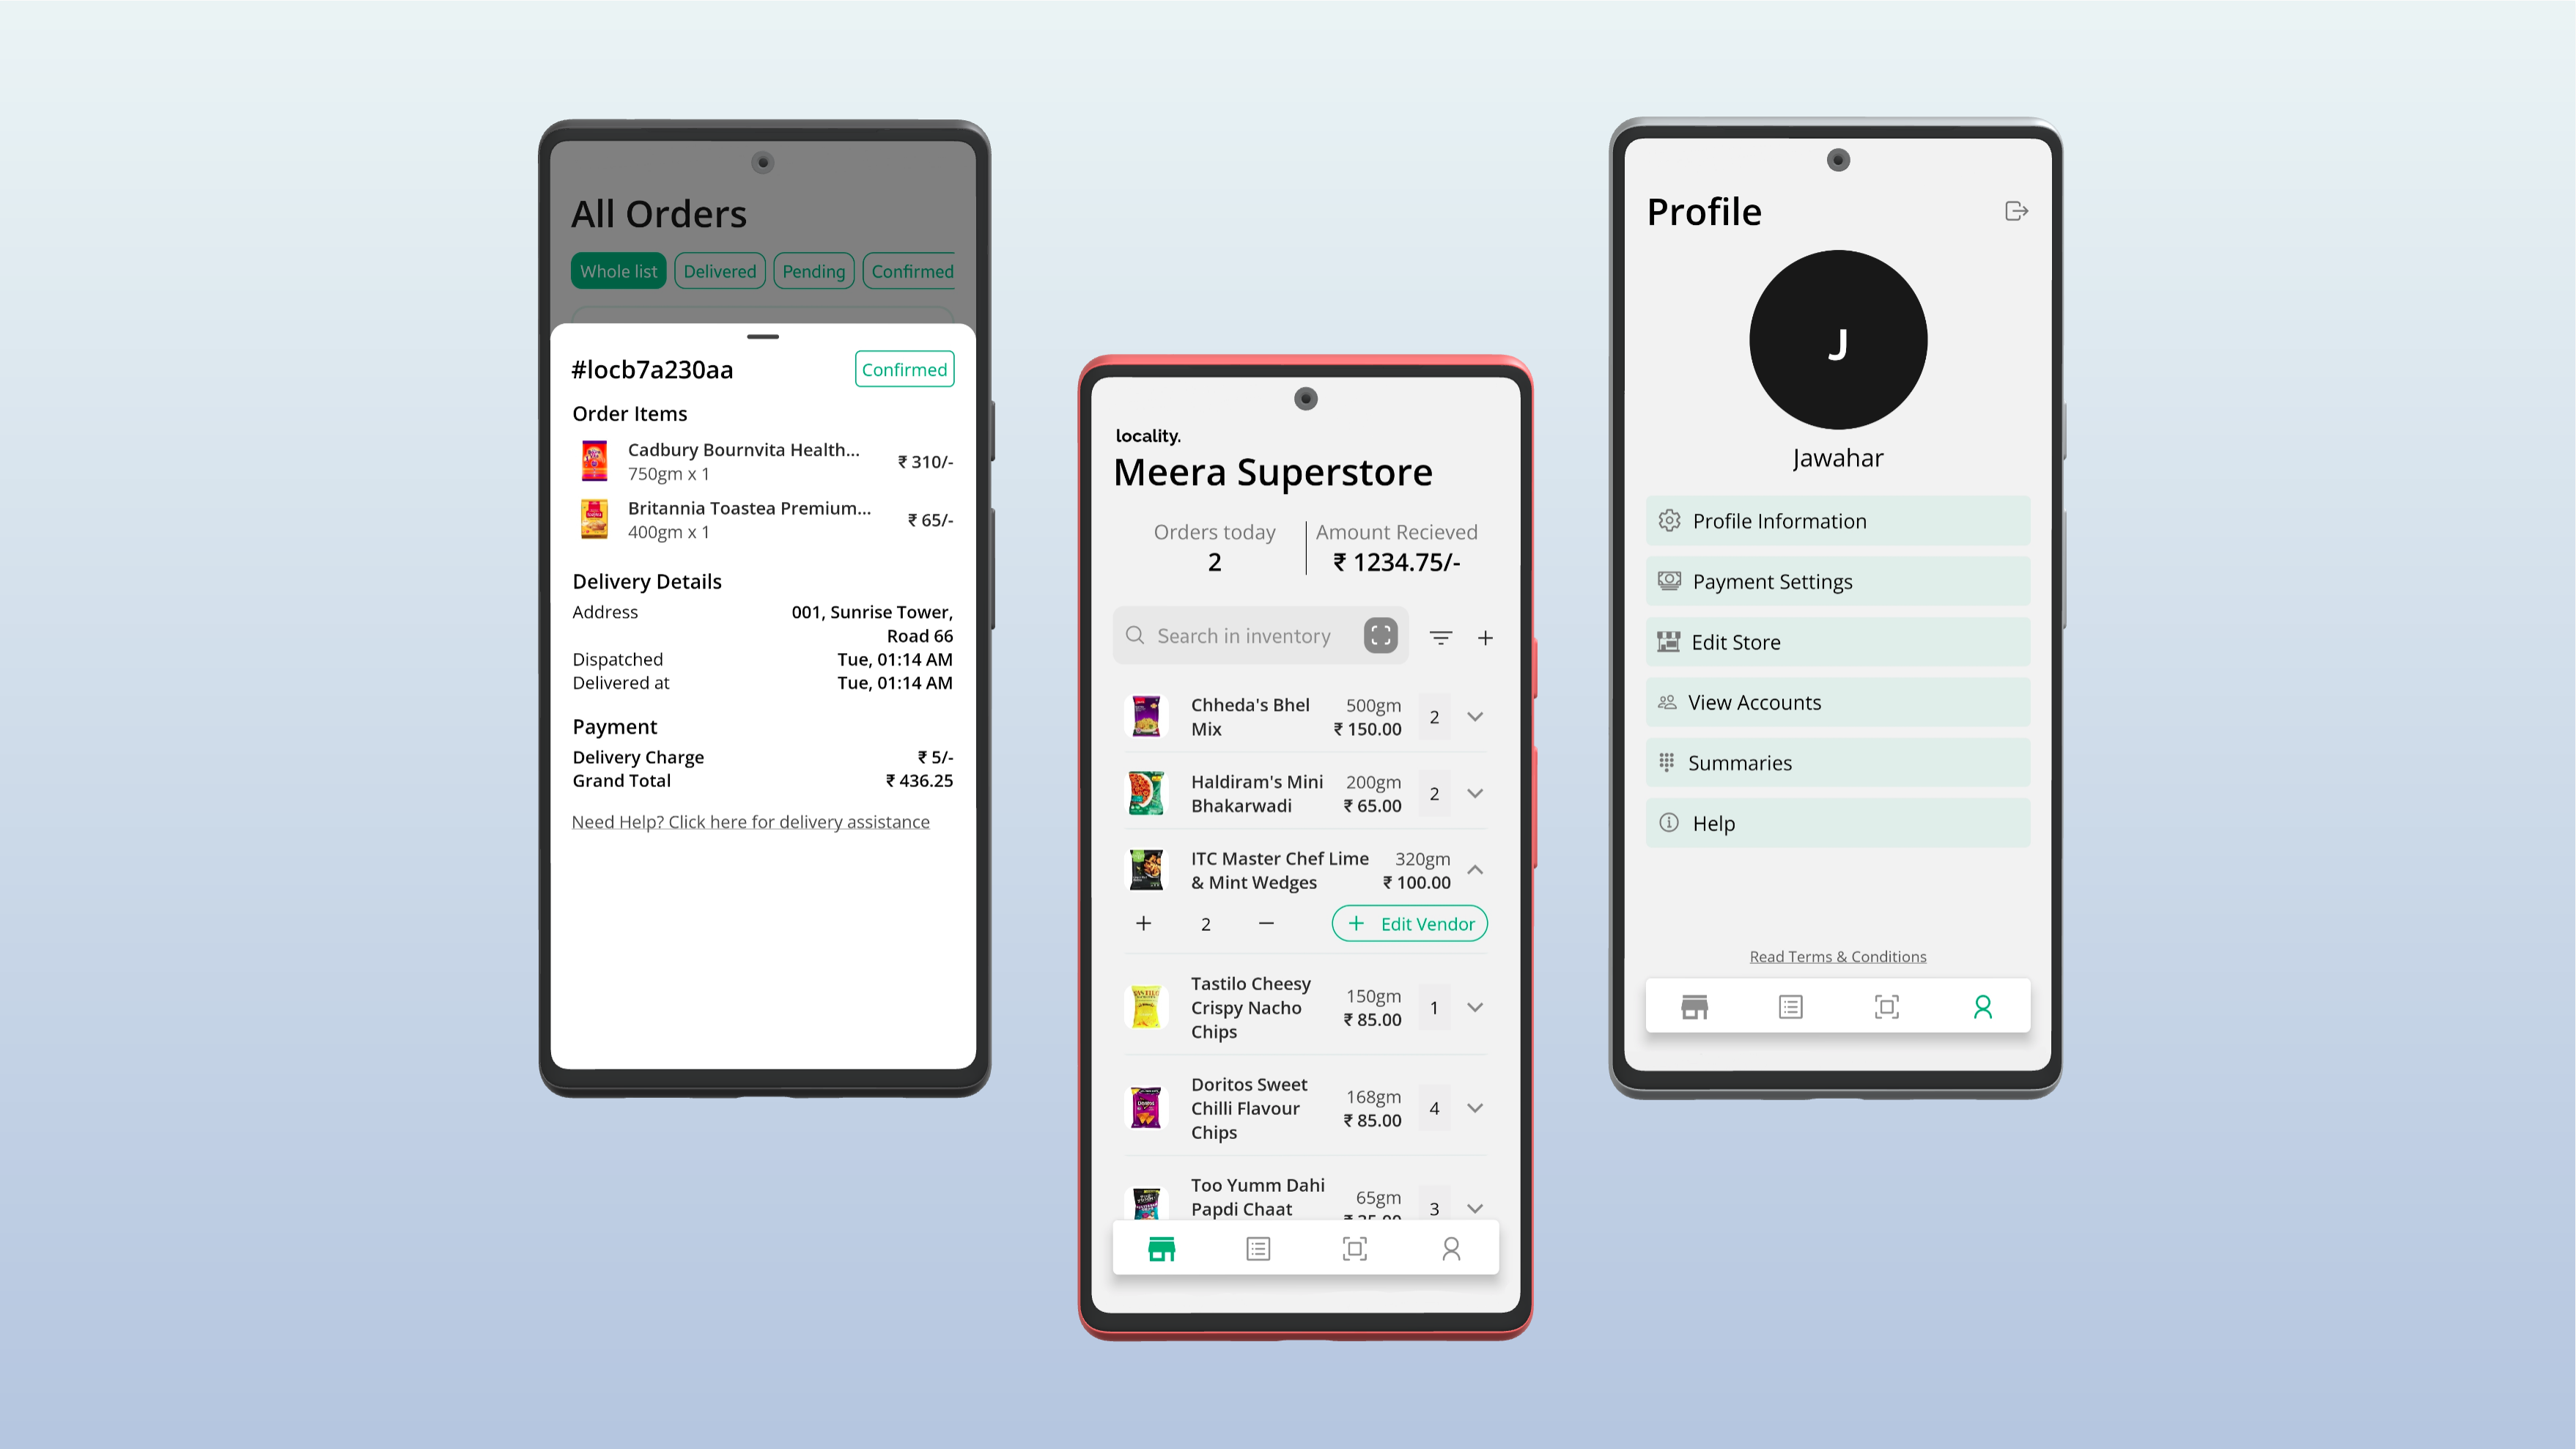 All Orders
Whole list
Delivered
Pending
Confirmed
#locb7a230aa
Confirmed
Order Items
Cadbury Bournvita Health...
750gm x 1
₹ 310/-
Britannia Toastea Premium...
400gm x 1
₹ 65/-
Delivery Details
Address
001, Sunrise Tower,
Road 66
Dispatched
Tue, 01:14 AM
Delivered at
Tue, 01:14 AM
Payment
Delivery Charge
₹ 5/-
Grand Total
₹ 436.25
Need Help? Click here for delivery assistance
locality.
Meera Superstore
Orders today
2
Amount Recieved
₹ 1234.75/-
Search in inventory
Chheda's Bhel
Mix
500gm
₹ 150.00
2
Haldiram's Mini
Bhakarwadi
200gm
₹ 65.00
2
ITC Master Chef Lime
& Mint Wedges
320gm
₹ 100.00
+
2
−
+ Edit Vendor
Tastilo Cheesy
Crispy Nacho
Chips
150gm
₹ 85.00
1
Doritos Sweet
Chilli Flavour
Chips
168gm
₹ 85.00
4
Too Yumm Dahi
Papdi Chaat
65gm
3
Profile
J
Jawahar
Profile Information
Payment Settings
Edit Store
View Accounts
Summaries
Help
Read Terms & Conditions